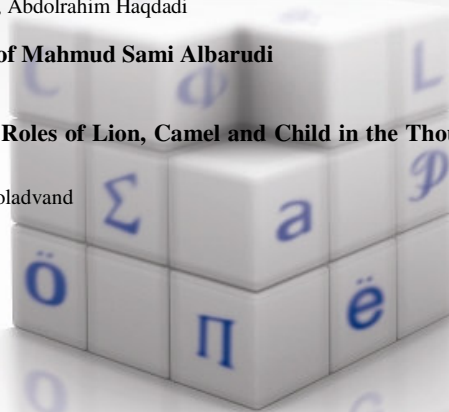 , Abdolrahim Haqdadi
of Mahmud Sami Albarudi
C Φ L
Roles of Lion, Camel and Child in the Thou
oladvand
Σ a P
ö Π ë